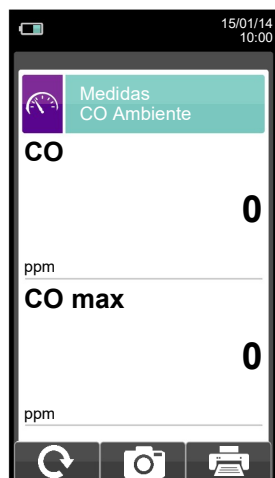 15/01/14
10:00
Medidas
CO Ambiente
CO
0
ppm
CO max
0
ppm